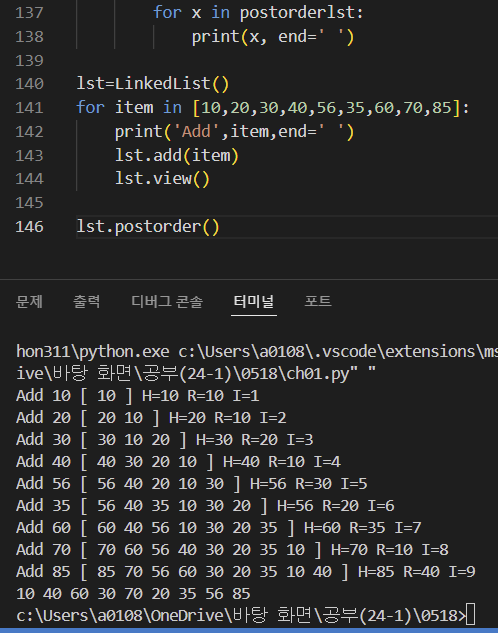 137 for x in postorderlst:
138 print(x, end=' ')
139
140 lst=LinkedList()
141 for item in [10,20,30,40,56,35,60,70,85]:
142 print('Add',item,end=' ')
143 lst.add(item)
144 lst.view()
145
146 lst.postorder()
문제 출력 디버그 콘솔 터미널 포트
hon311\python.exe c:\Users\a0108\.vscode\extensions\ms
ive\바탕 화면\공부(24-1)\0518\ch01.py" "
Add 10 [ 10 ] H=10 R=10 I=1
Add 20 [ 20 10 ] H=20 R=10 I=2
Add 30 [ 30 10 20 ] H=30 R=20 I=3
Add 40 [ 40 30 20 10 ] H=40 R=10 I=4
Add 56 [ 56 40 20 10 30 ] H=56 R=30 I=5
Add 35 [ 56 40 35 10 30 20 ] H=56 R=20 I=6
Add 60 [ 60 40 56 10 30 20 35 ] H=60 R=35 I=7
Add 70 [ 70 60 56 40 30 20 35 10 ] H=70 R=10 I=8
Add 85 [ 85 70 56 60 30 20 35 10 40 ] H=85 R=40 I=9
10 40 60 30 70 20 35 56 85
c:\Users\a0108\OneDrive\바탕 화면\공부(24-1)\0518>